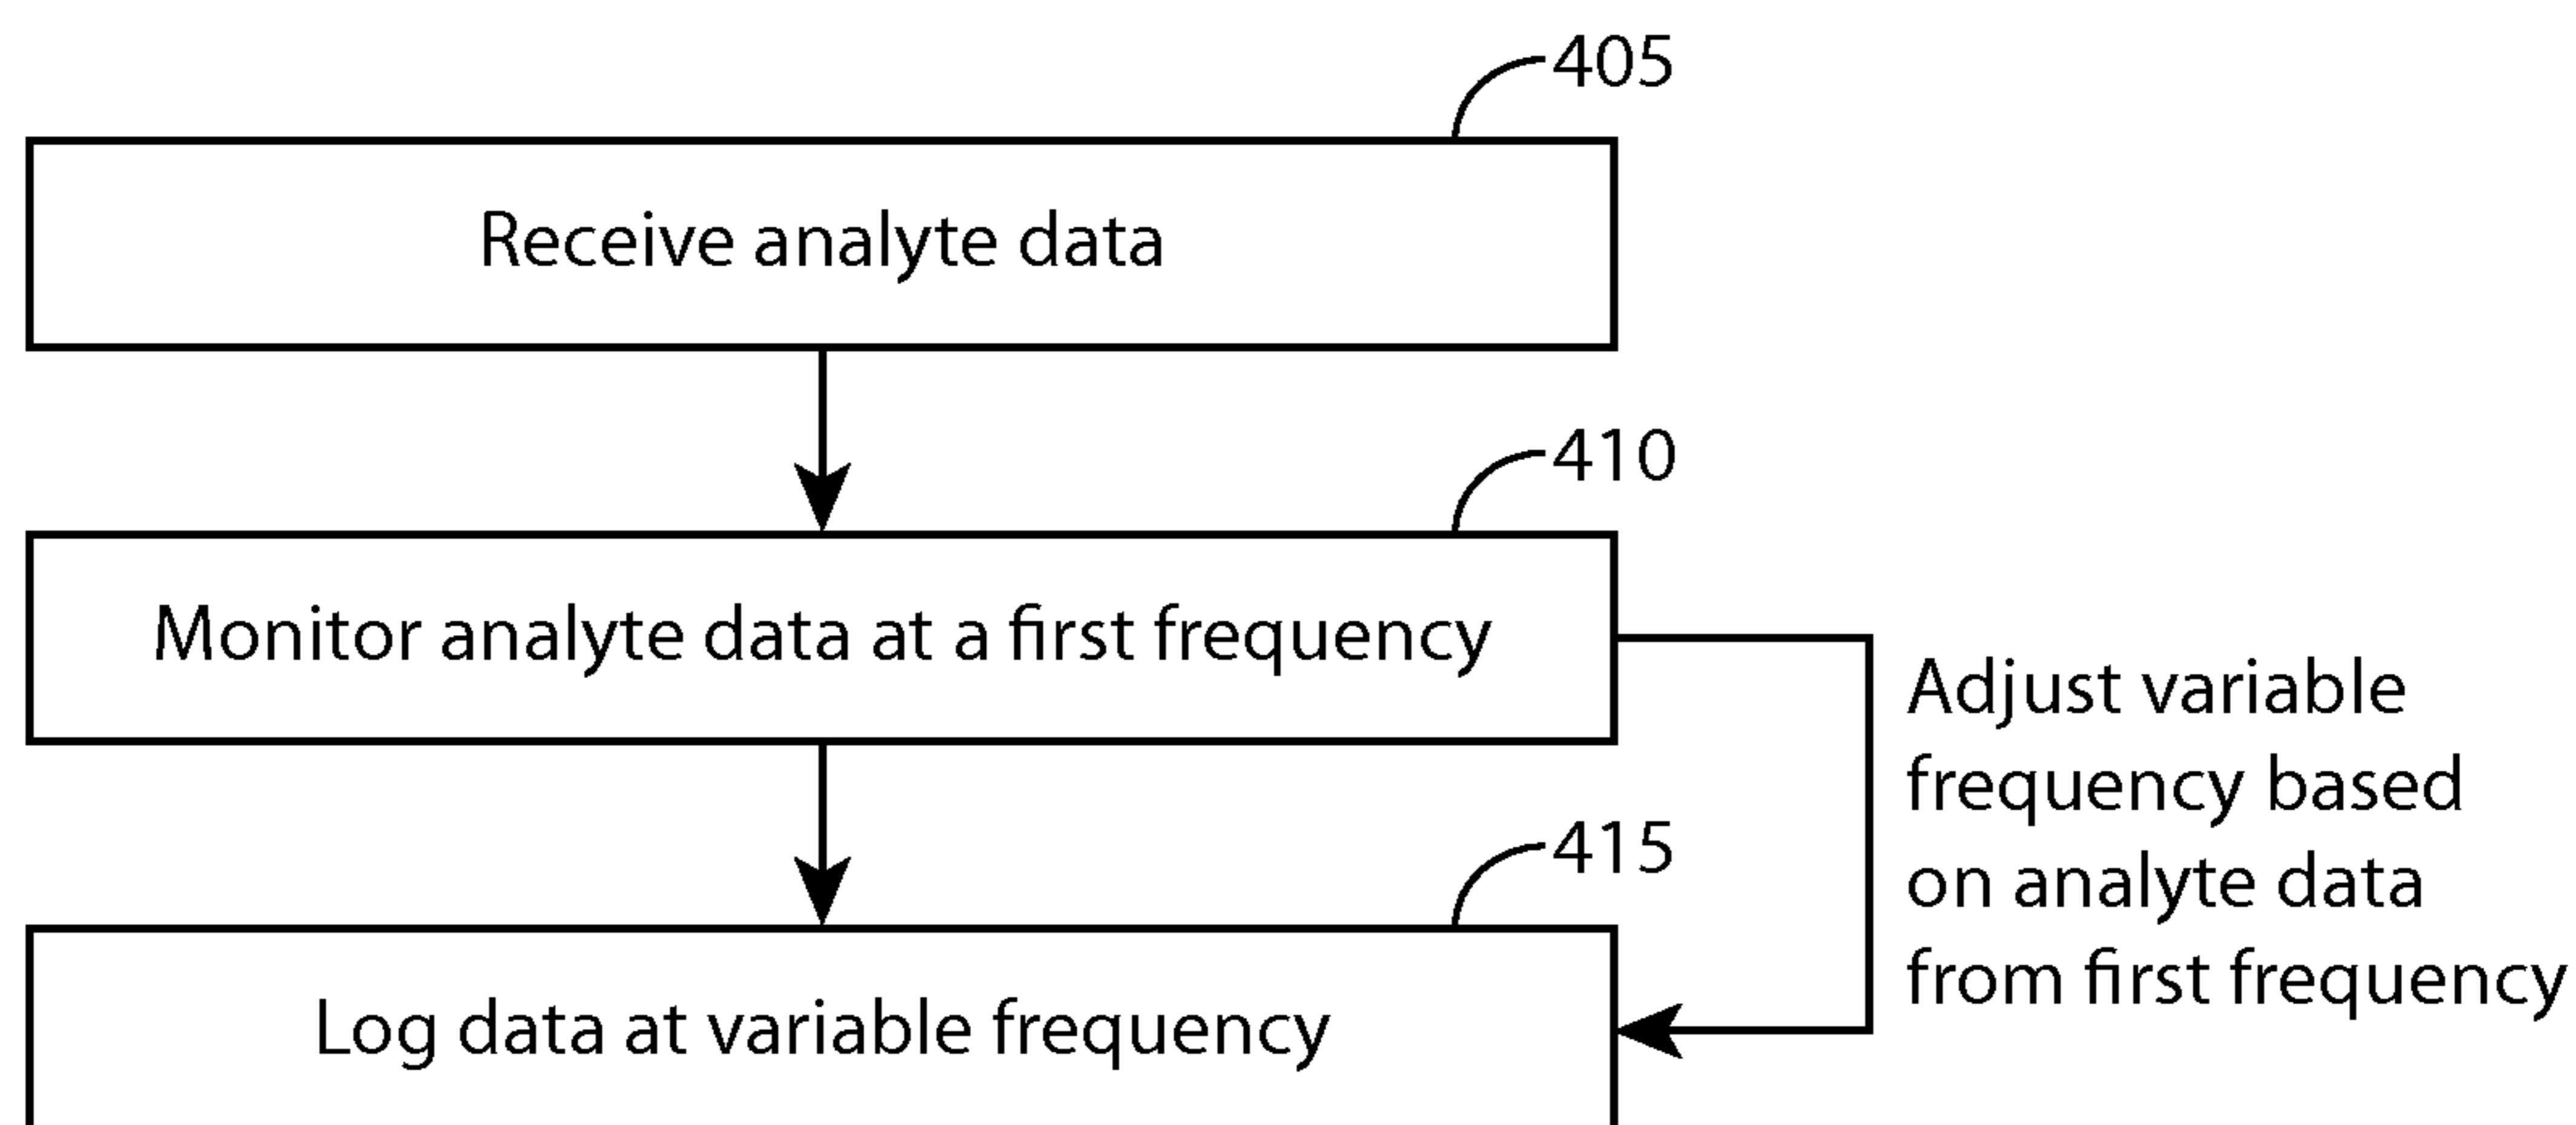 405
Receive analyte data
410
Monitor analyte data at a first frequency
Adjust variable
frequency based
on analyte data
from first frequency
415
Log data at variable frequency